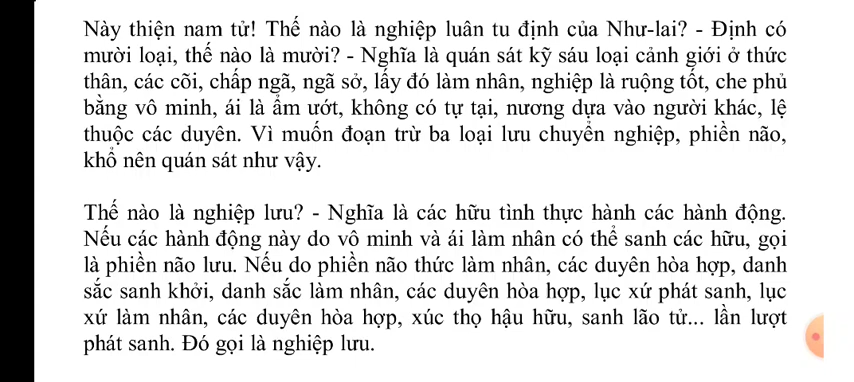 Này thiện nam tử! Thế nào là nghiệp luân tu định của Như-lai? - Định có
mười loại, thế nào là mười? - Nghĩa là quán sát kỹ sáu loại cảnh giới ở thức
thân, các cõi, chấp ngã, ngã sở, lấy đó làm nhân, nghiệp là ruộng tốt, che phủ
bằng vô minh, ái là ẩm ướt, không có tự tại, nương dựa vào người khác, lệ
thuộc các duyên. Vì muốn đoạn trừ ba loại lưu chuyển nghiệp, phiền não,
khổ nên quán sát như vậy.
Thế nào là nghiệp lưu? - Nghĩa là các hữu tình thực hành các hành động.
Nếu các hành động này do vô minh và ái làm nhân có thể sanh các hữu, gọi
là phiền não lưu. Nếu do phiền não thức làm nhân, các duyên hòa hợp, danh
sắc sanh khởi, danh sắc làm nhân, các duyên hòa hợp, lục xứ phát sanh, lục
xứ làm nhân, các duyên hòa hợp, xúc thọ hậu hữu, sanh lão tử... lần lượt
phát sanh. Đó gọi là nghiệp lưu.